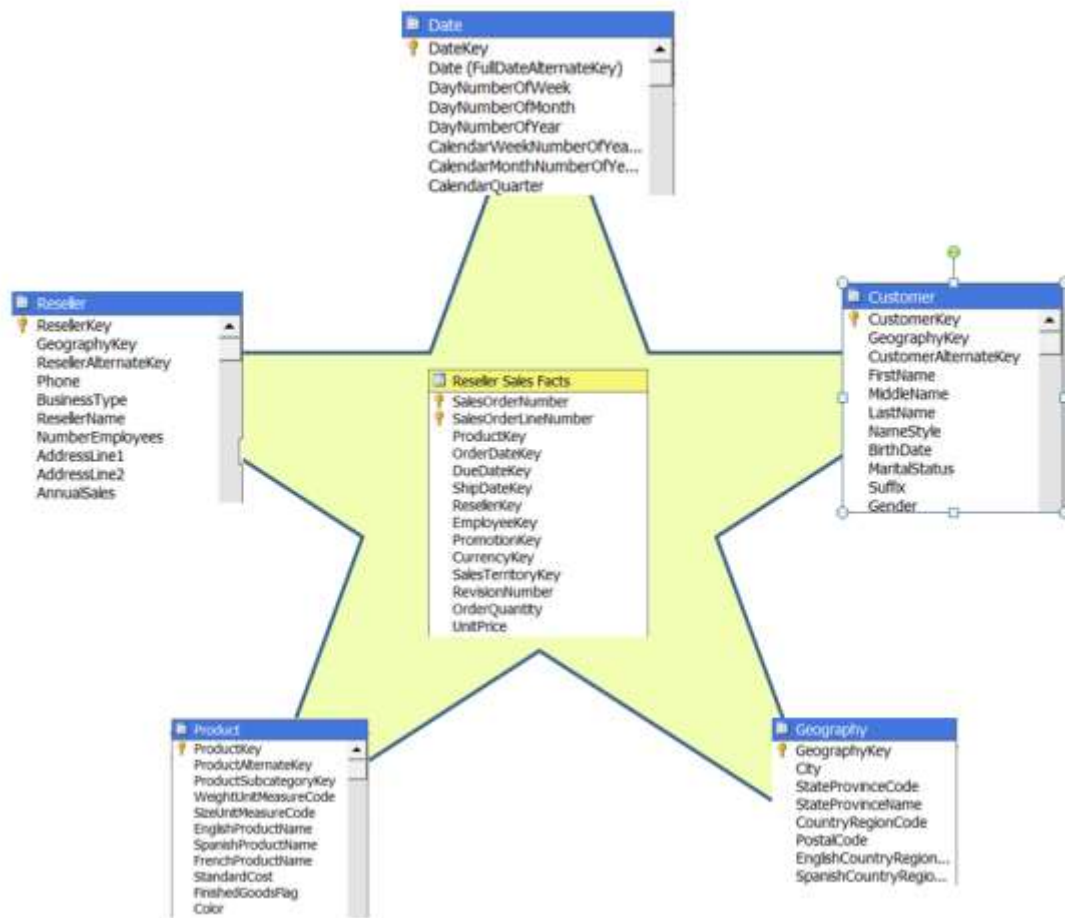 Date
DateKey
Date (FullDateAlternateKey)
DayNumberOfWeek
DayNumberOfMonth
DayNumberOfYear
CalendarWeekNumberOfYea...
CalendarMonthNumberOfYe...
CalendarQuarter
Reseller
ResellerKey
GeographyKey
ResellerAlternateKey
Phone
BusinessType
ResellerName
NumberEmployees
AddressLine1
AddressLine2
AnnualSales
Customer
CustomerKey
GeographyKey
CustomerAlternateKey
FirstName
MiddleName
LastName
NameStyle
BirthDate
MaritalStatus
Suffix
Gender
Reseller Sales Facts
SalesOrderNumber
SalesOrderLineNumber
ProductKey
OrderDateKey
DueDateKey
ShipDateKey
ResellerKey
EmployeeKey
PromotionKey
CurrencyKey
SalesTerritoryKey
RevisionNumber
OrderQuantity
UnitPrice
Product
ProductKey
ProductAlternateKey
ProductSubcategoryKey
WeightUnitMeasureCode
SizeUnitMeasureCode
EnglishProductName
SpanishProductName
FrenchProductName
StandardCost
FinishedGoodsFlag
Color
Geography
GeographyKey
City
StateProvinceCode
StateProvinceName
CountryRegionCode
PostalCode
EnglishCountryRegion...
SpanishCountryRegio...